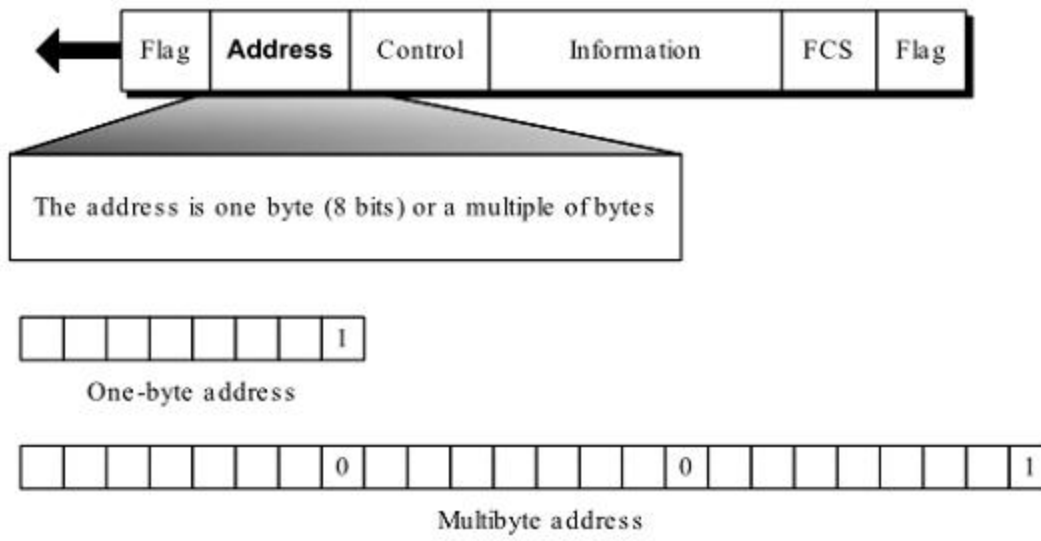 Flag Address Control Information FCS Flag
The address is one byte (8 bits) or a multiple of bytes
1
One-byte address
0 0 1
Multibyte address